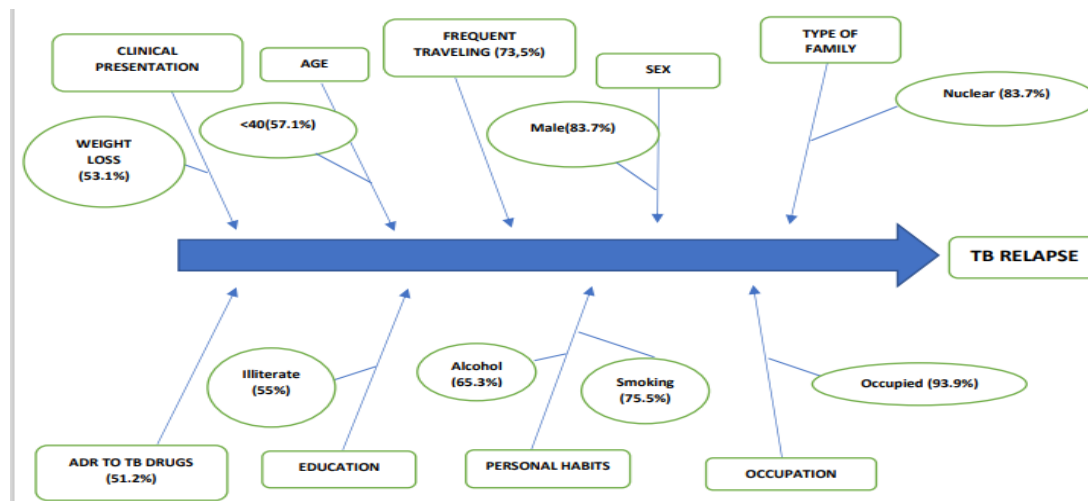 CLINICAL
PRESENTATION
AGE
FREQUENT
TRAVELING (73,5%)
SEX
TYPE OF
FAMILY
WEIGHT
LOSS
(53.1%)
<40(57.1%)
Male(83.7%)
Nuclear (83.7%)
TB RELAPSE
Illiterate
(55%)
Alcohol
(65.3%)
Smoking
(75.5%)
Occupied (93.9%)
ADR TO TB DRUGS
(51.2%)
EDUCATION
PERSONAL HABITS
OCCUPATION